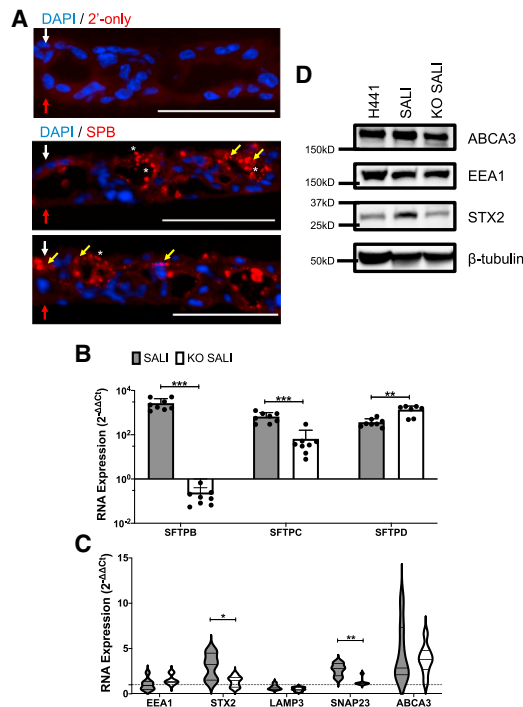 A
DAPI / 2'-only
DAPI / SPB
*
*
*
D
H441
SALI
KO SALI
150kD
ABCA3
150kD
EEA1
37kD
25kD
STX2
50kD
β-tubulin
B
SALI KO SALI
RNA Expression (2^-ΔΔCt)
10^4
10^2
10^0
10^-2
***
***
**
SFTPB SFTPC SFTPD
C
RNA Expression (2^-ΔΔCt)
15
10
5
0
*
**
EEA1 STX2 LAMP3 SNAP23 ABCA3